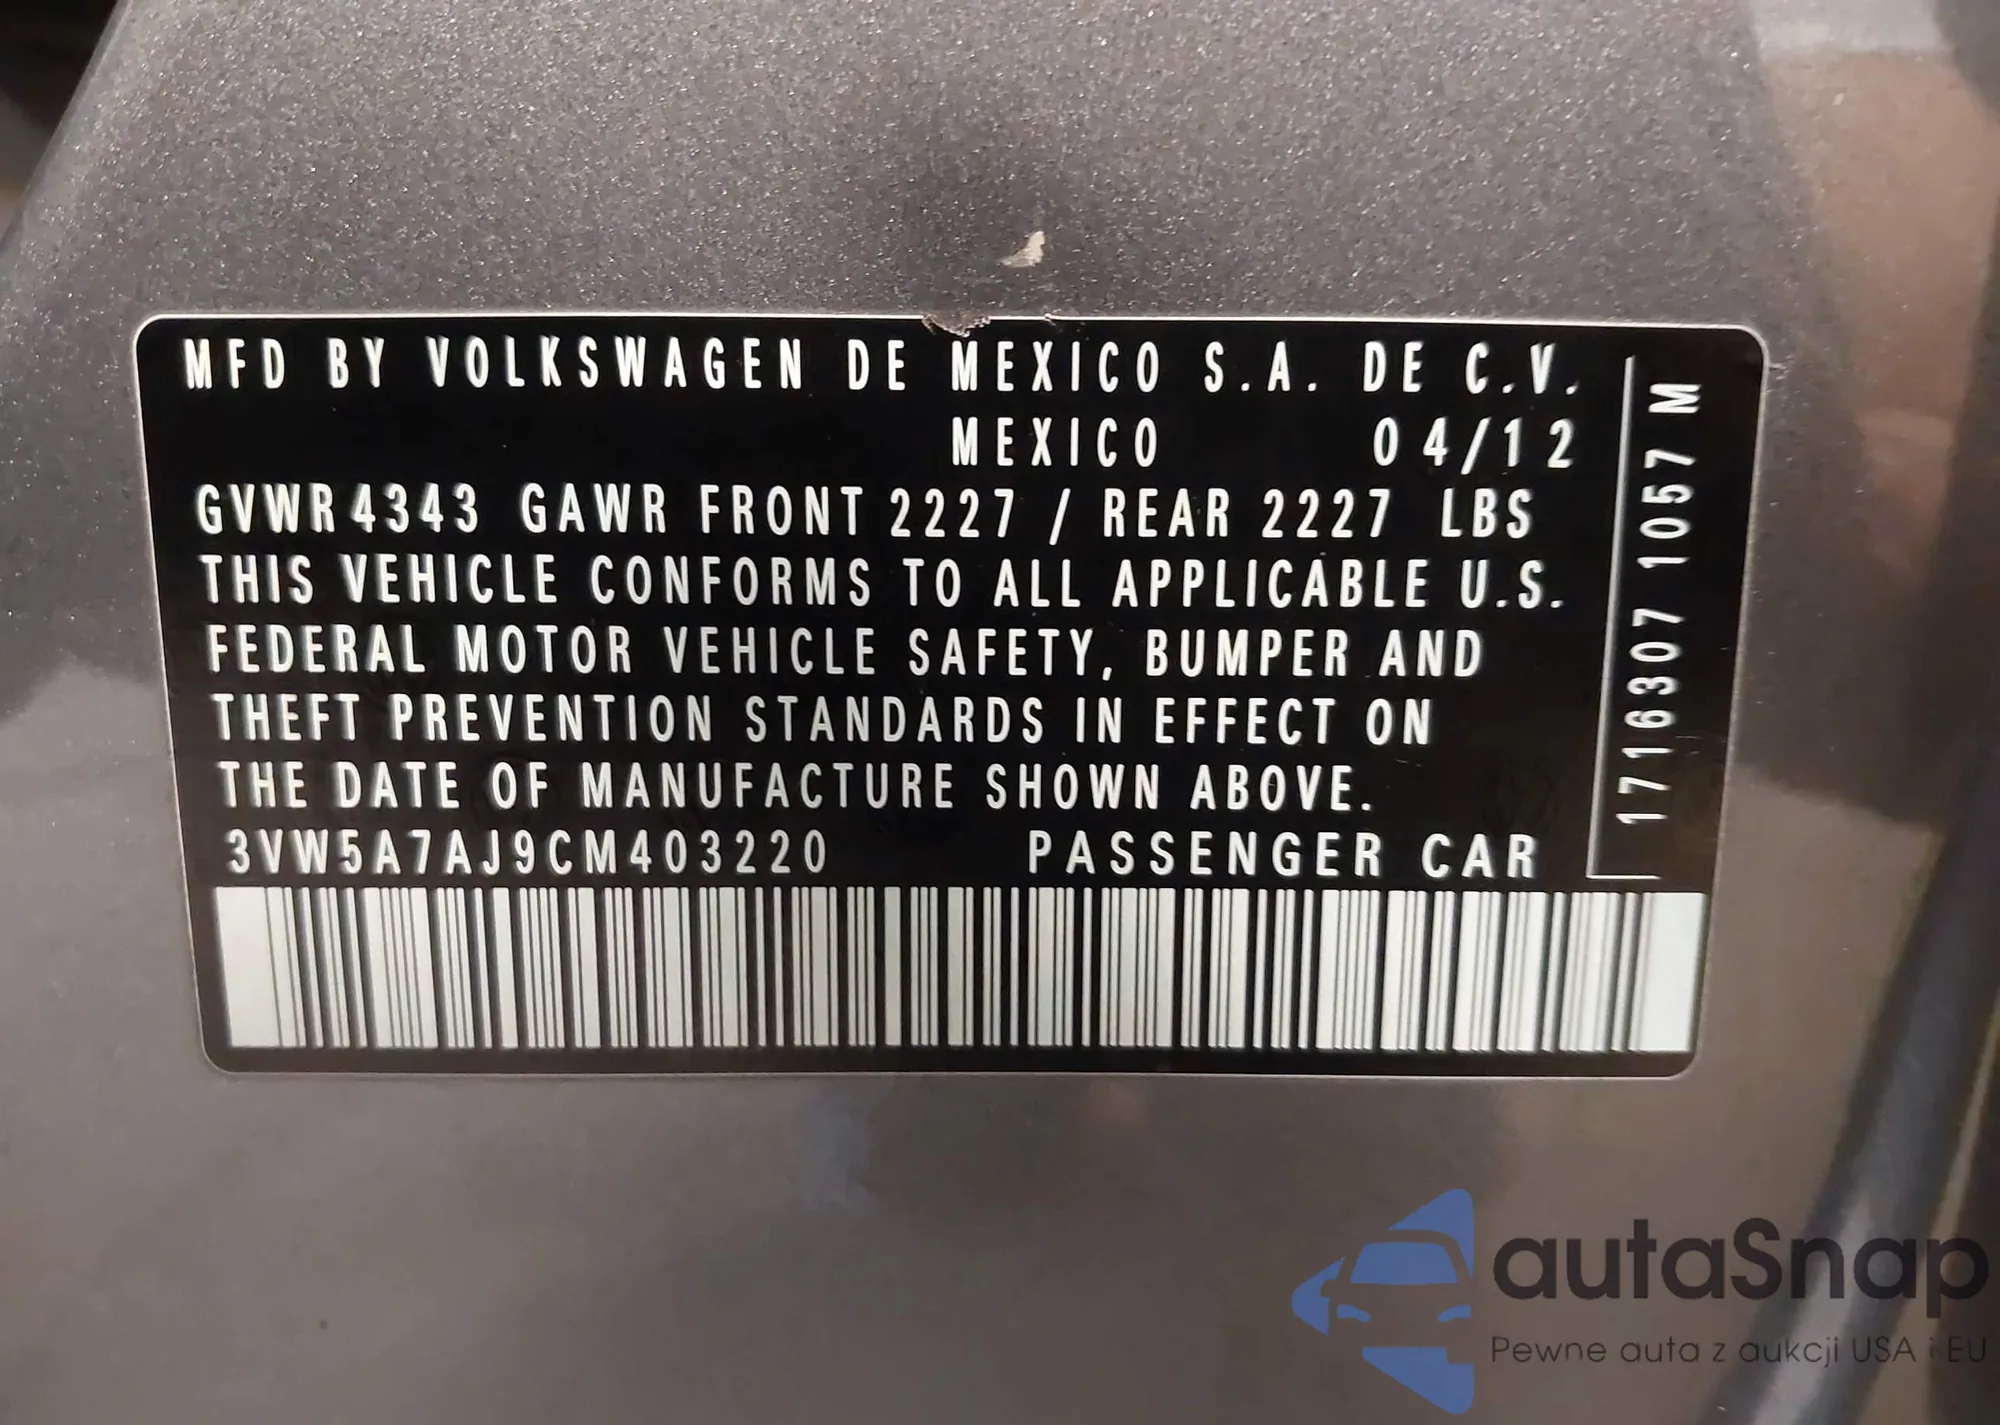 MFD BY VOLKSWAGEN DE MEXICO S.A. DE C.V.
MEXICO 04/12
GVWR 4343 GAWR FRONT 2227 / REAR 2227 LBS
THIS VEHICLE CONFORMS TO ALL APPLICABLE U.S.
FEDERAL MOTOR VEHICLE SAFETY, BUMPER AND
THEFT PREVENTION STANDARDS IN EFFECT ON
THE DATE OF MANUFACTURE SHOWN ABOVE.
3VW5A7AJ9CM403220 PASSENGER CAR
1716307 1057 M
autaSnap
Pewne auta z aukcji USA i EU